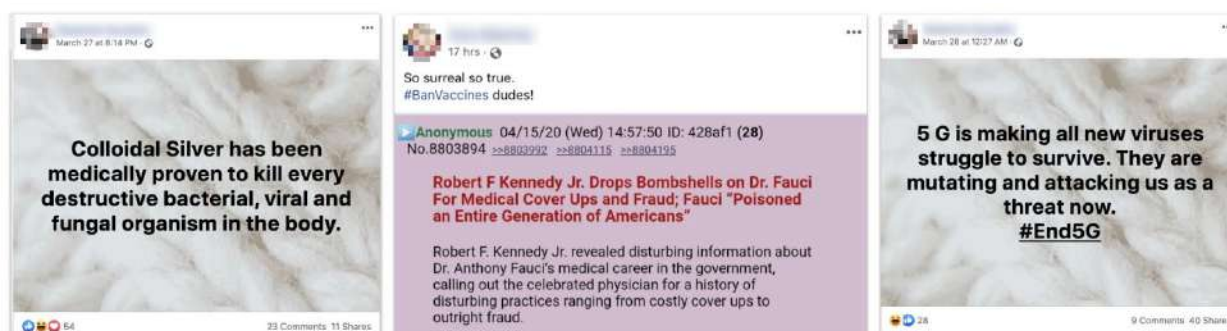 March 27 at 6:14 PM ·
Colloidal Silver has been
medically proven to kill every
destructive bacterial, viral and
fungal organism in the body.
64
23 Comments 11 Shares
17 hrs ·
So surreal so true.
#BanVaccines dudes!
Anonymous 04/15/20 (Wed) 14:57:50 ID: 428af1 (28)
No.8803894 >>8803992 >>8804115 >>8804195
Robert F Kennedy Jr. Drops Bombshells on Dr. Fauci
For Medical Cover Ups and Fraud; Fauci “Poisoned
an Entire Generation of Americans”
Robert F. Kennedy Jr. revealed disturbing information about
Dr. Anthony Fauci's medical career in the government,
calling out the celebrated physician for a history of
disturbing practices ranging from costly cover ups to
outright fraud.
March 28 at 12:27 AM ·
5 G is making all new viruses
struggle to survive. They are
mutating and attacking us as a
threat now.
#End5G
28
9 Comments 40 Share